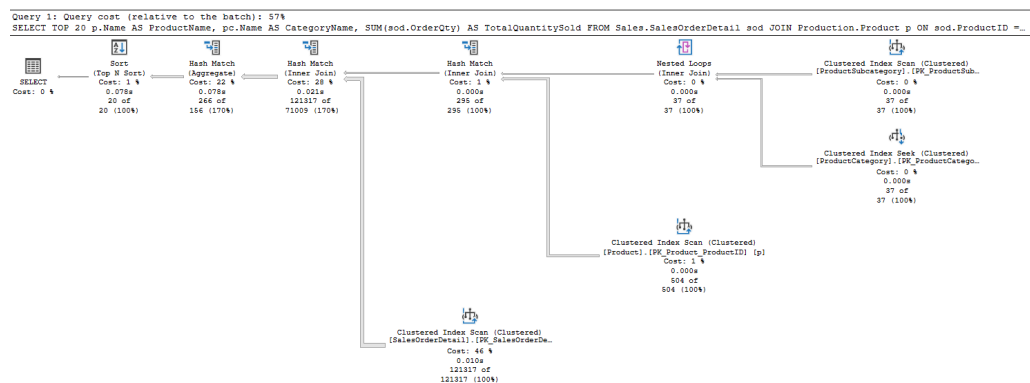 Query 1: Query cost (relative to the batch): 57%
SELECT TOP 20 p.Name AS ProductName, pc.Name AS CategoryName, SUM(sod.OrderQty) AS TotalQuantitySold FROM Sales.SalesOrderDetail sod JOIN Production.Product p ON sod.ProductID =…
SELECT
Cost: 0 %
Sort
(Top N Sort)
Cost: 1 %
0.078s
20 of
20 (100%)
Hash Match
(Aggregate)
Cost: 22 %
0.078s
266 of
156 (170%)
Hash Match
(Inner Join)
Cost: 28 %
0.021s
121317 of
71009 (170%)
Hash Match
(Inner Join)
Cost: 1 %
0.000s
295 of
295 (100%)
Nested Loops
(Inner Join)
Cost: 0 %
0.000s
37 of
37 (100%)
Clustered Index Scan (Clustered)
[ProductSubcategory].[PK_ProductSub…
Cost: 0 %
0.000s
37 of
37 (100%)
Clustered Index Seek (Clustered)
[ProductCategory].[PK_ProductCatego…
Cost: 0 %
0.000s
37 of
37 (100%)
Clustered Index Scan (Clustered)
[Product].[PK_Product_ProductID] [p]
Cost: 1 %
0.000s
504 of
504 (100%)
Clustered Index Scan (Clustered)
[SalesOrderDetail].[PK_SalesOrderDe…
Cost: 46 %
0.010s
121317 of
121317 (100%)